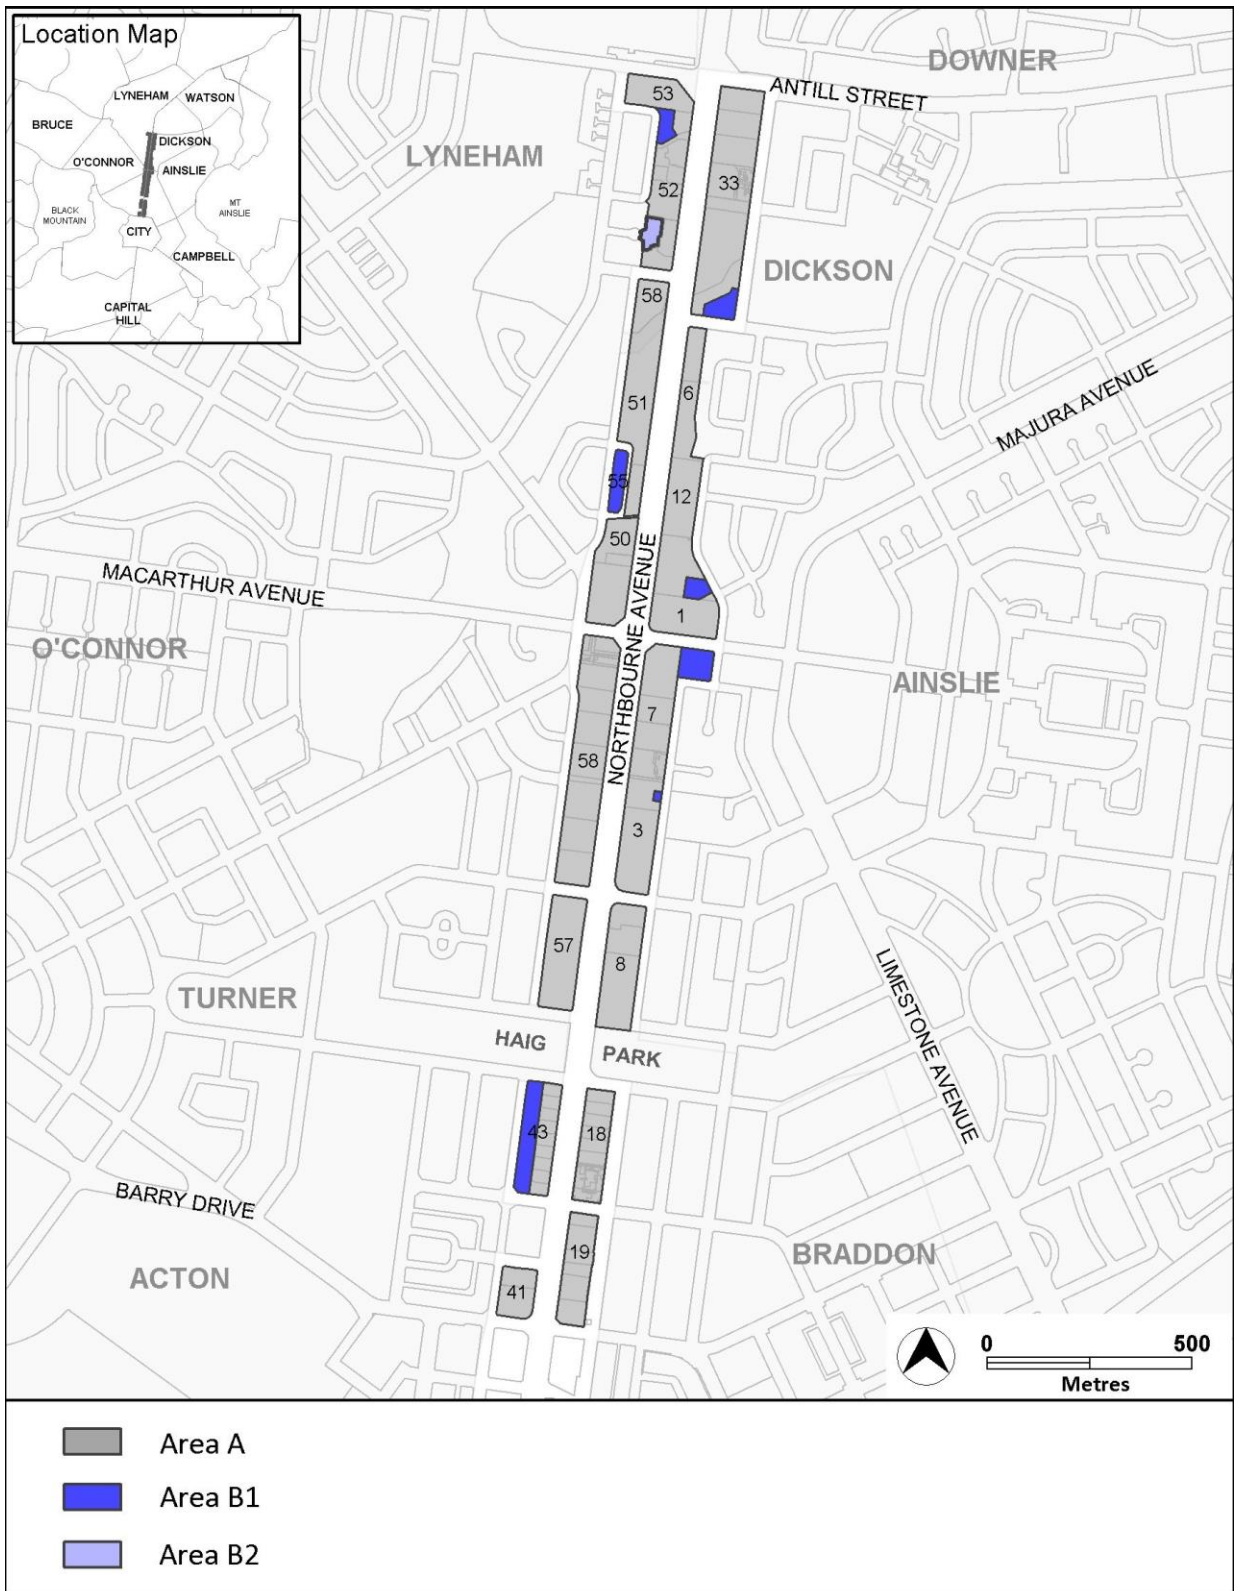 Location Map
LYNEHAM
WATSON
BRUCE
DICKSON
O'CONNOR
AINSLIE
BLACK
MOUNTAIN
MT
AINSLIE
CITY
CAMPBELL
CAPITAL
HILL
DOWNER
ANTILL STREET
53
LYNEHAM
33
52
DICKSON
58
6
51
MAJURA AVENUE
55
12
50
NORTHBOURNE AVENUE
MACARTHUR AVENUE
1
O'CONNOR
AINSLIE
7
58
3
57
8
LIMESTONE AVENUE
TURNER
HAIG
PARK
43
18
BARRY DRIVE
19
BRADDON
ACTON
41
0
500
Metres
Area A
Area B1
Area B2